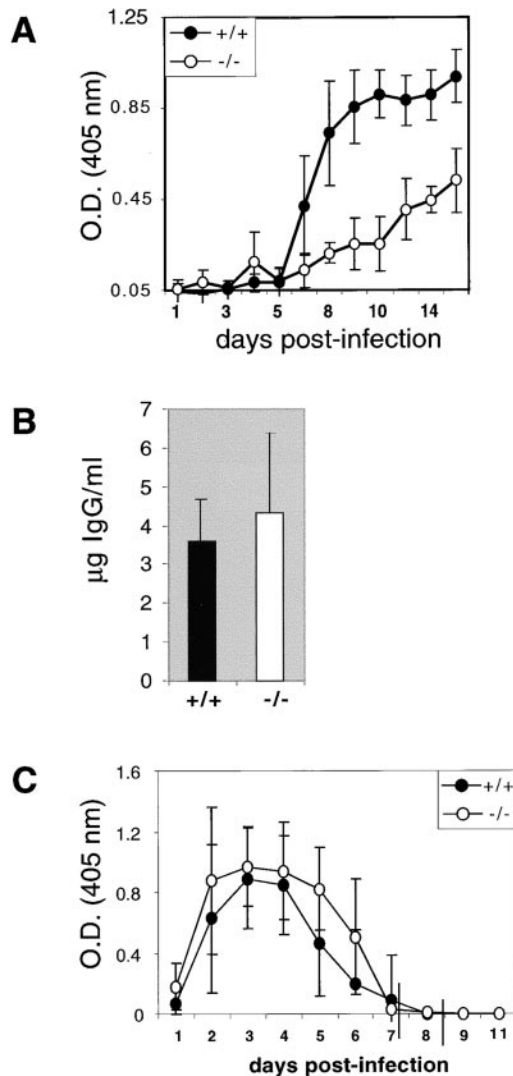 A
1.25
+/+
-/-
0.85
0.45
0.05
O.D. (405 nm)
1 3 5 8 10 14
days post-infection
B
7
6
5
4
3
2
1
0
µg IgG/ml
+/+ -/-
C
1.6
+/+
-/-
1.2
0.8
0.4
0
O.D. (405 nm)
1 2 3 4 5 6 7 8 9 11
days post-infection